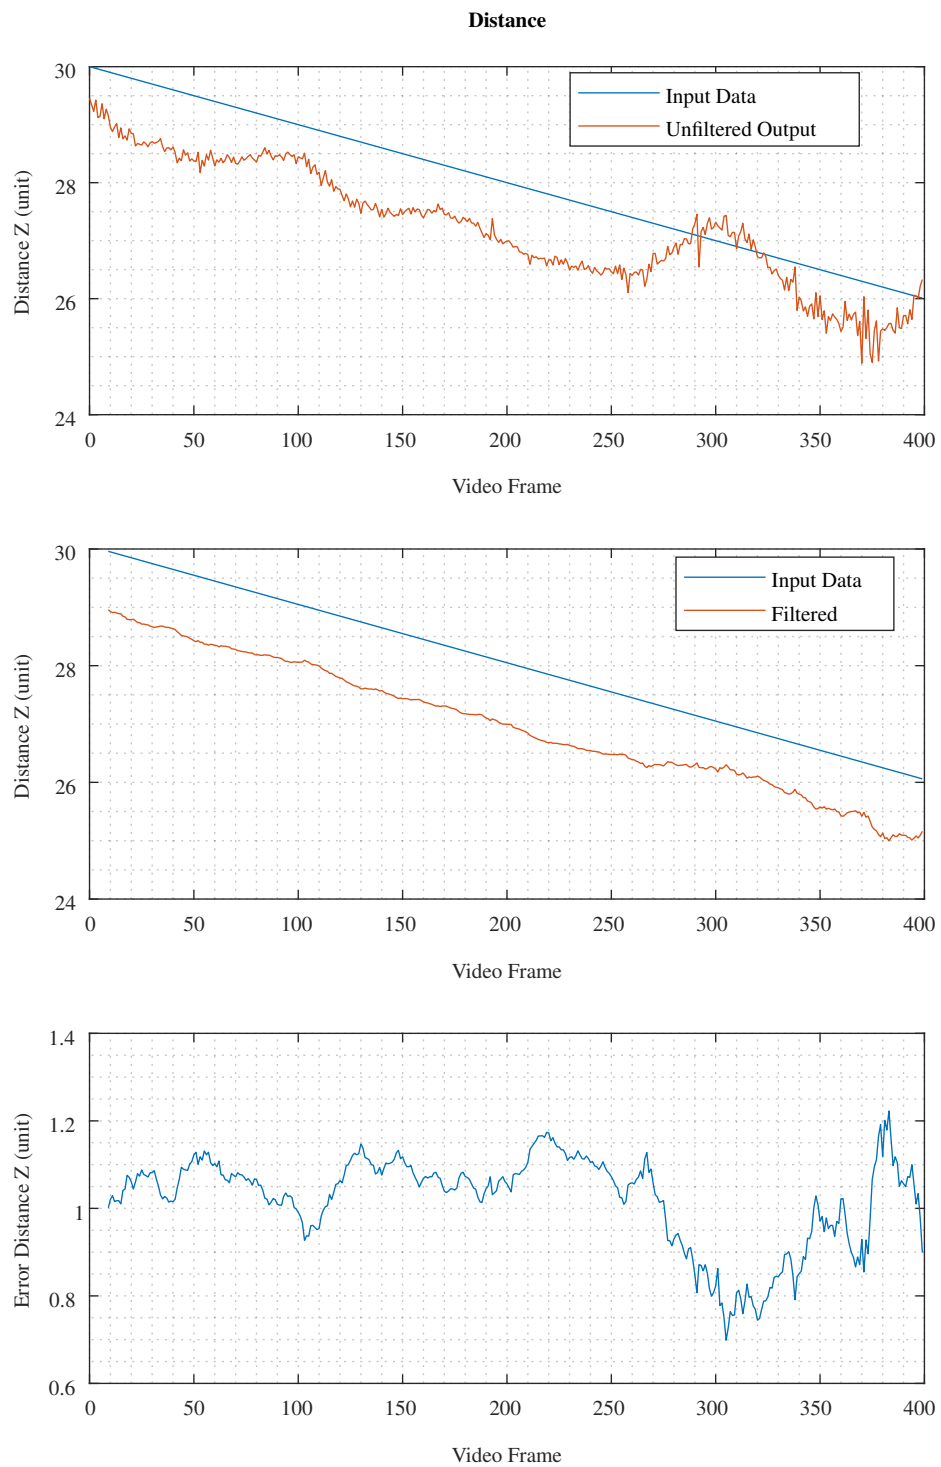 Distance
30
28
26
24
Distance Z (unit)
Input Data
Unfiltered Output
0 50 100 150 200 250 300 350 400
Video Frame
30
28
26
24
Distance Z (unit)
Input Data
Filtered
0 50 100 150 200 250 300 350 400
Video Frame
1.4
1.2
1
0.8
0.6
Error Distance Z (unit)
0 50 100 150 200 250 300 350 400
Video Frame